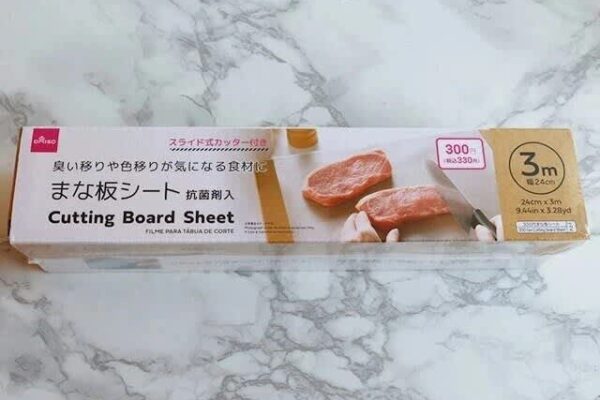 DAISO
スライド式カッター付き
臭い移りや色移りが気になる食材に
まな板シート 抗菌剤入
Cutting Board Sheet
FILME PARA TÁBUA DE CORTE
300円
(税込330円)
3m
幅24cm
24cm x 3m
9.44in x 3.28yd